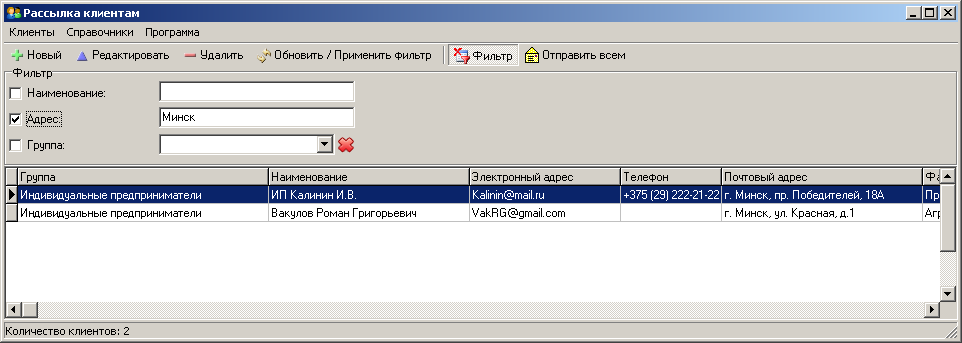 Рассылка клиентам
Клиенты Справочники Программа
Новый Редактировать Удалить Обновить / Применить фильтр Фильтр Отправить всем
Фильтр
Наименование:
Адрес: Минск
Группа:
Группа Наименование Электронный адрес Телефон Почтовый адрес Фа
Индивидуальные предприниматели ИП Калинин И.В. Kalinin@mail.ru +375 (29) 222-21-22 г. Минск, пр. Победителей, 18А Пр
Индивидуальные предприниматели Вакулов Роман Григорьевич VakRG@gmail.com г. Минск, ул. Красная, д.1 Агр
Количество клиентов: 2